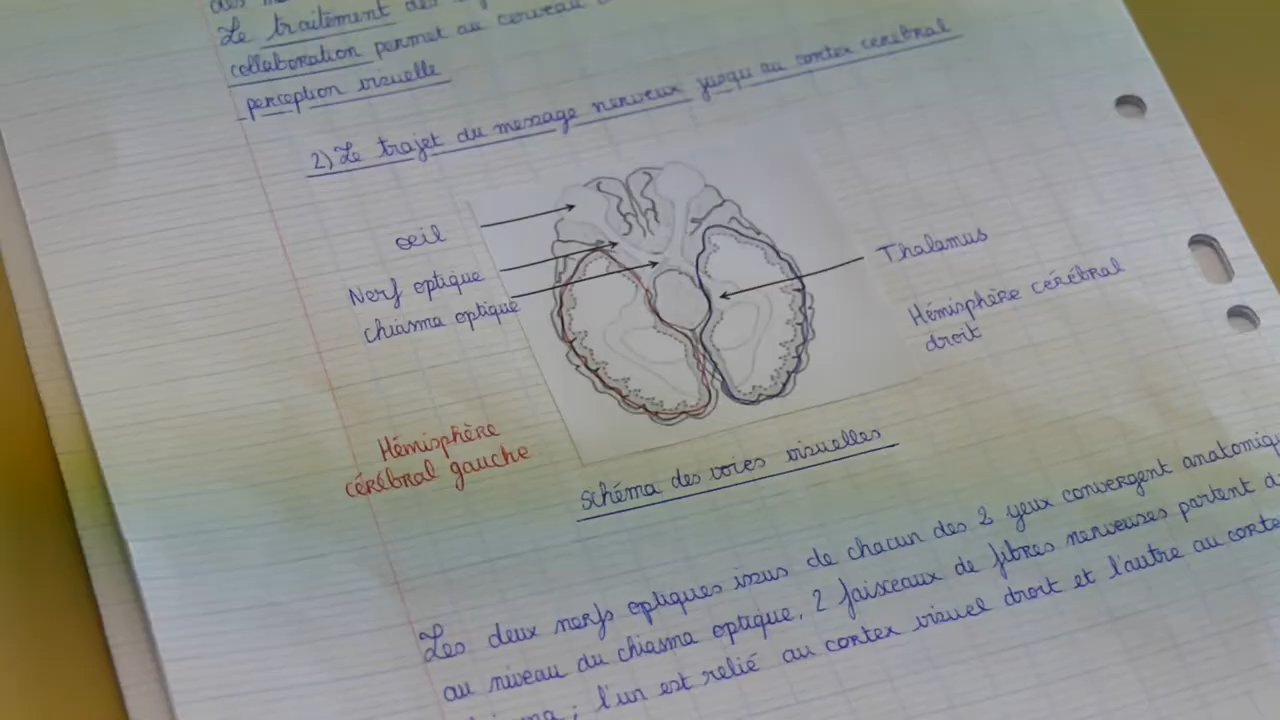 Le traitement des
collaboration permet au cerveau
perception visuelle
2) Le trajet du message nerveux jusqu'au cortex cérébral
œil
Nerf optique
chiasma optique
Thalamus
Hémisphère cérébral
droit
Hémisphère
cérébral gauche
schéma des voies visuelles
Les deux nerfs optiques issus de chacun des 2 yeux convergent anatomiqu
au niveau du chiasma optique. 2 faisceaux de fibres nerveuses partent d
; l'un est relié au cortex visuel droit et l'autre au corte